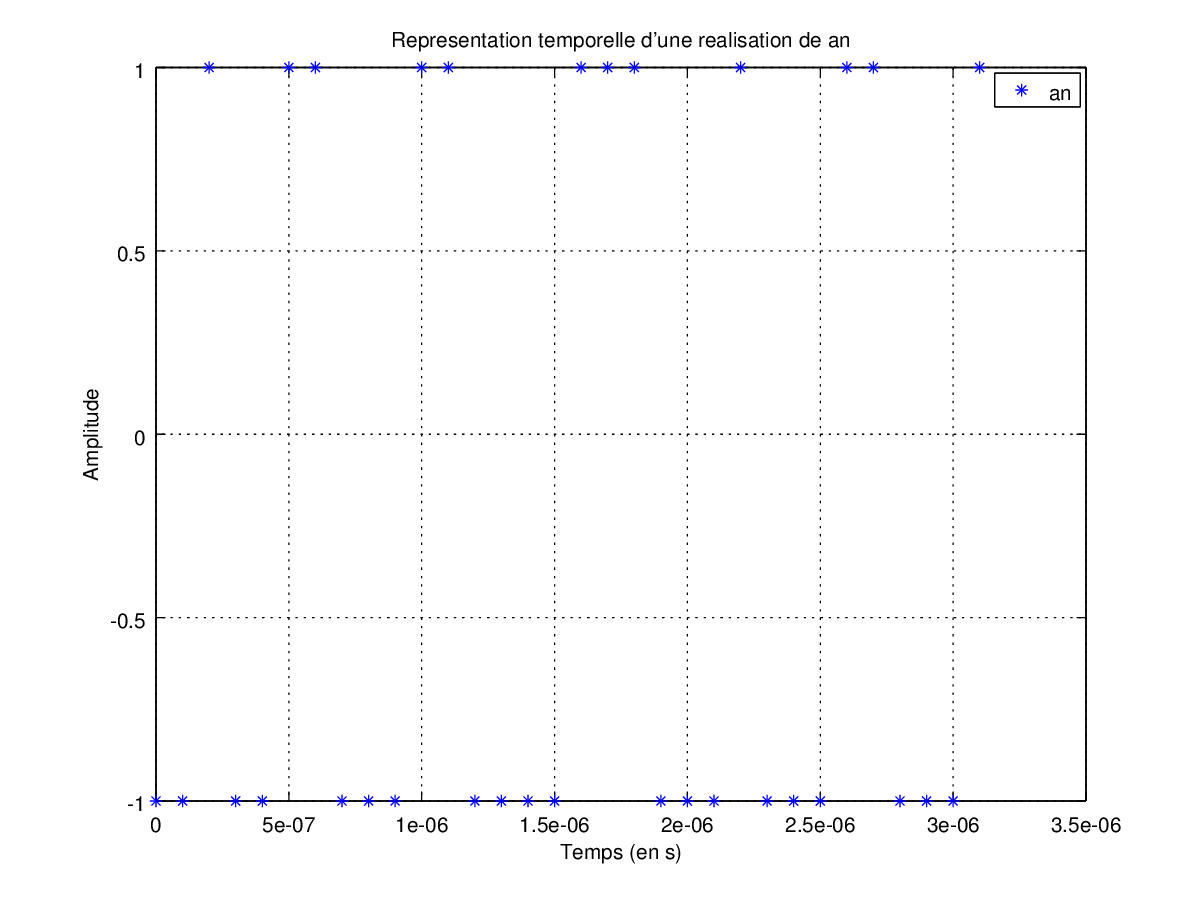 Representation temporelle d'une realisation de an
1
an
0.5
Amplitude
0
-0.5
-1
0 5e-07 1e-06 1.5e-06 2e-06 2.5e-06 3e-06 3.5e-06
Temps (en s)